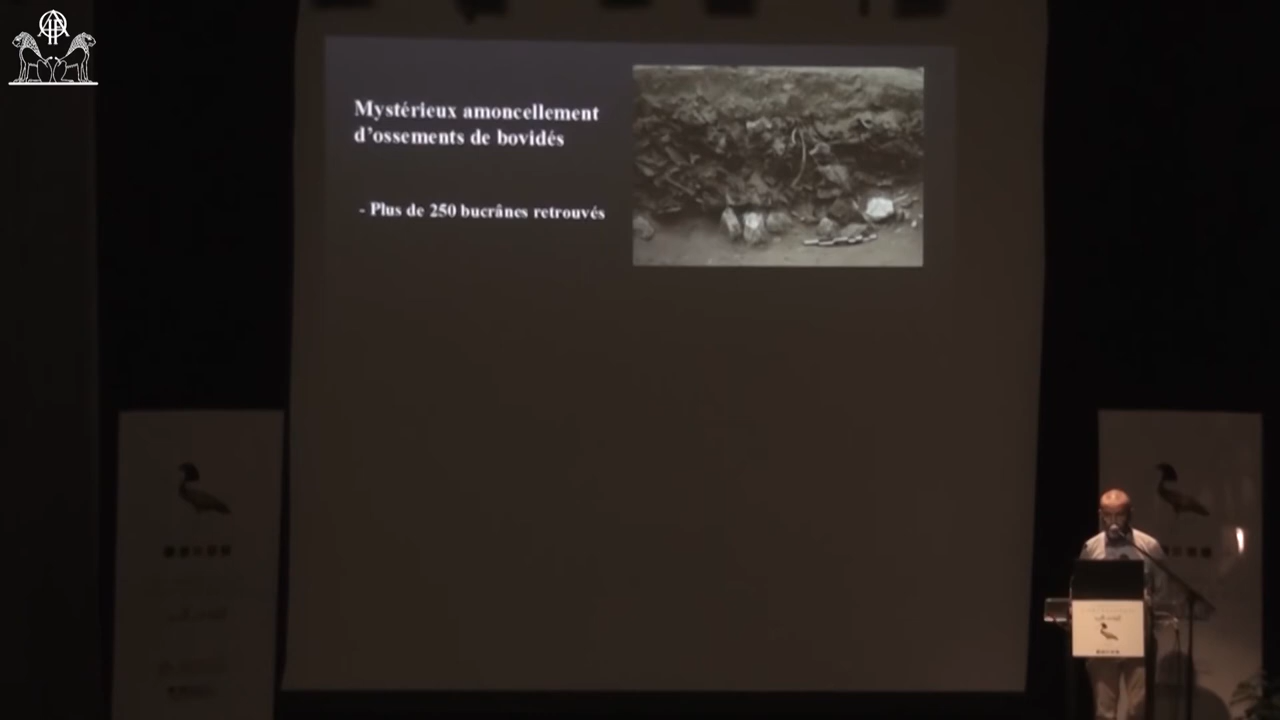 Mystérieux amoncellement
d'ossements de bovidés
- Plus de 250 bucrânes retrouvés